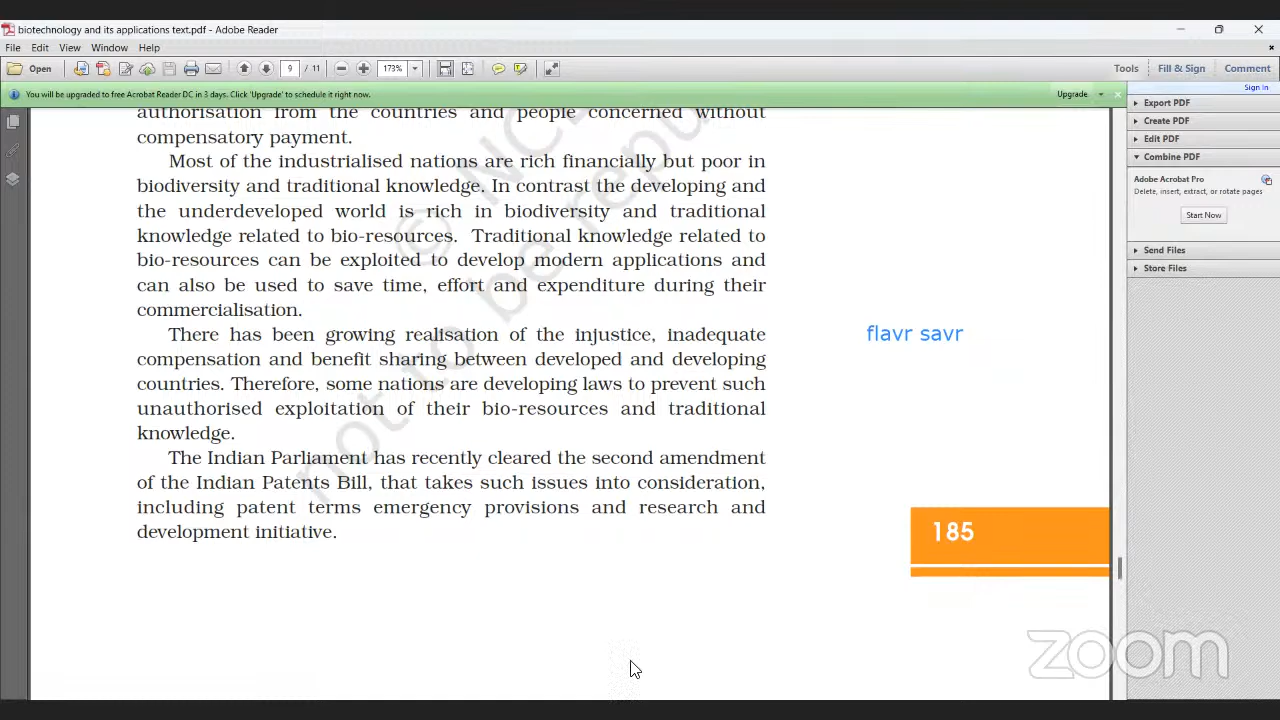 biotechnology and its applications text.pdf - Adobe Reader
File Edit View Window Help
Open 9 / 11 173% Tools Fill & Sign Comment
You will be upgraded to free Acrobat Reader DC in 3 days. Click 'Upgrade' to schedule it right now. Upgrade
Sign In
Export PDF
Create PDF
Edit PDF
Combine PDF
Adobe Acrobat Pro
Delete, insert, extract, or rotate pages
Start Now
Send Files
Store Files
authorisation from the countries and people concerned without
compensatory payment.
Most of the industrialised nations are rich financially but poor in
biodiversity and traditional knowledge. In contrast the developing and
the underdeveloped world is rich in biodiversity and traditional
knowledge related to bio-resources. Traditional knowledge related to
bio-resources can be exploited to develop modern applications and
can also be used to save time, effort and expenditure during their
commercialisation.
There has been growing realisation of the injustice, inadequate
compensation and benefit sharing between developed and developing
countries. Therefore, some nations are developing laws to prevent such
unauthorised exploitation of their bio-resources and traditional
knowledge.
The Indian Parliament has recently cleared the second amendment
of the Indian Patents Bill, that takes such issues into consideration,
including patent terms emergency provisions and research and
development initiative.
flavr savr
185
© NC
not to be repu
zoom